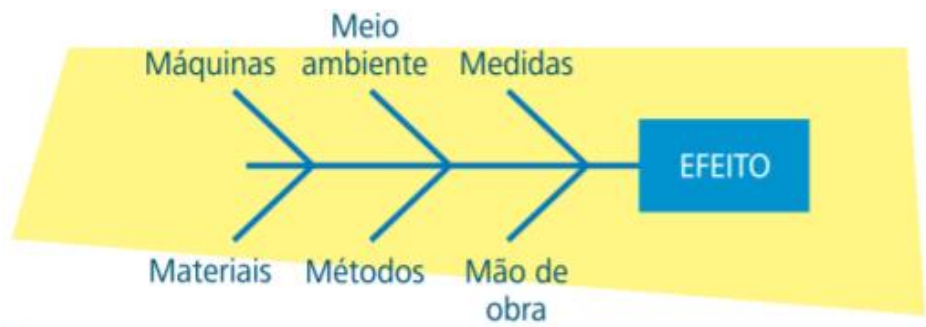 Máquinas
Meio
ambiente
Medidas
EFEITO
Materiais
Métodos
Mão de
obra